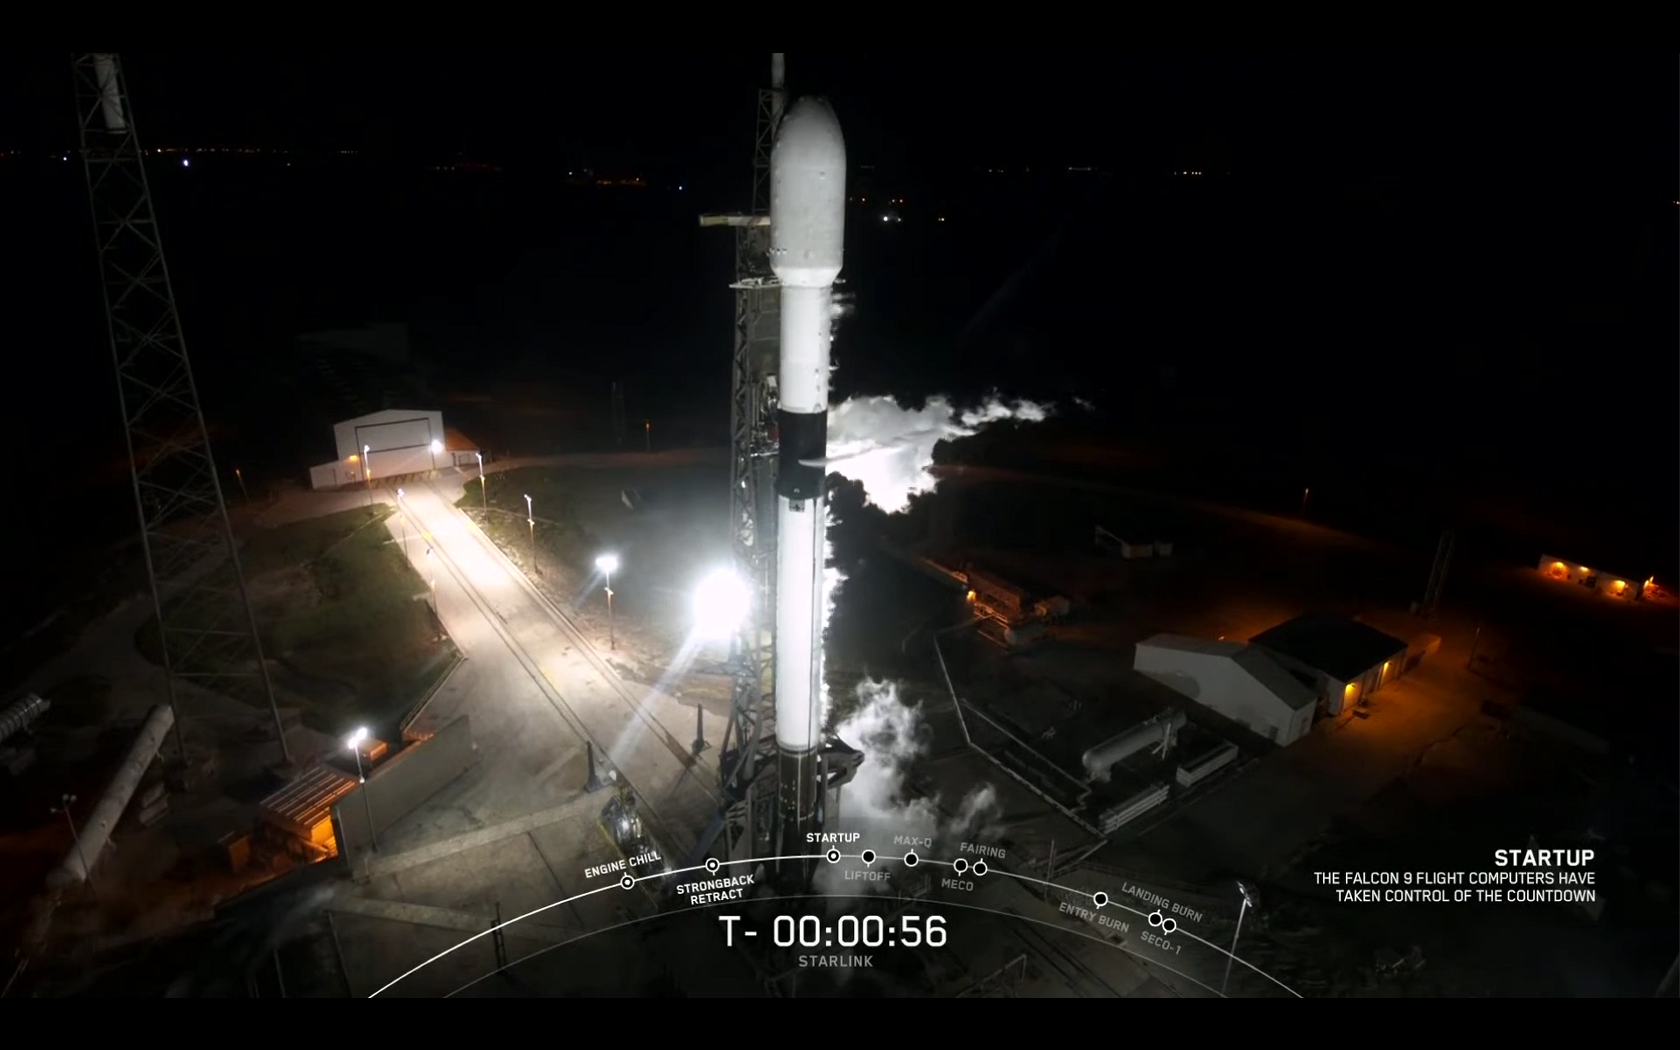 STARTUP
MAX-Q
FAIRING
ENGINE CHILL
STRONGBACK
RETRACT
LIFTOFF
MECO
LANDING BURN
ENTRY BURN
SECO-1
T- 00:00:56
STARLINK
STARTUP
THE FALCON 9 FLIGHT COMPUTERS HAVE
TAKEN CONTROL OF THE COUNTDOWN